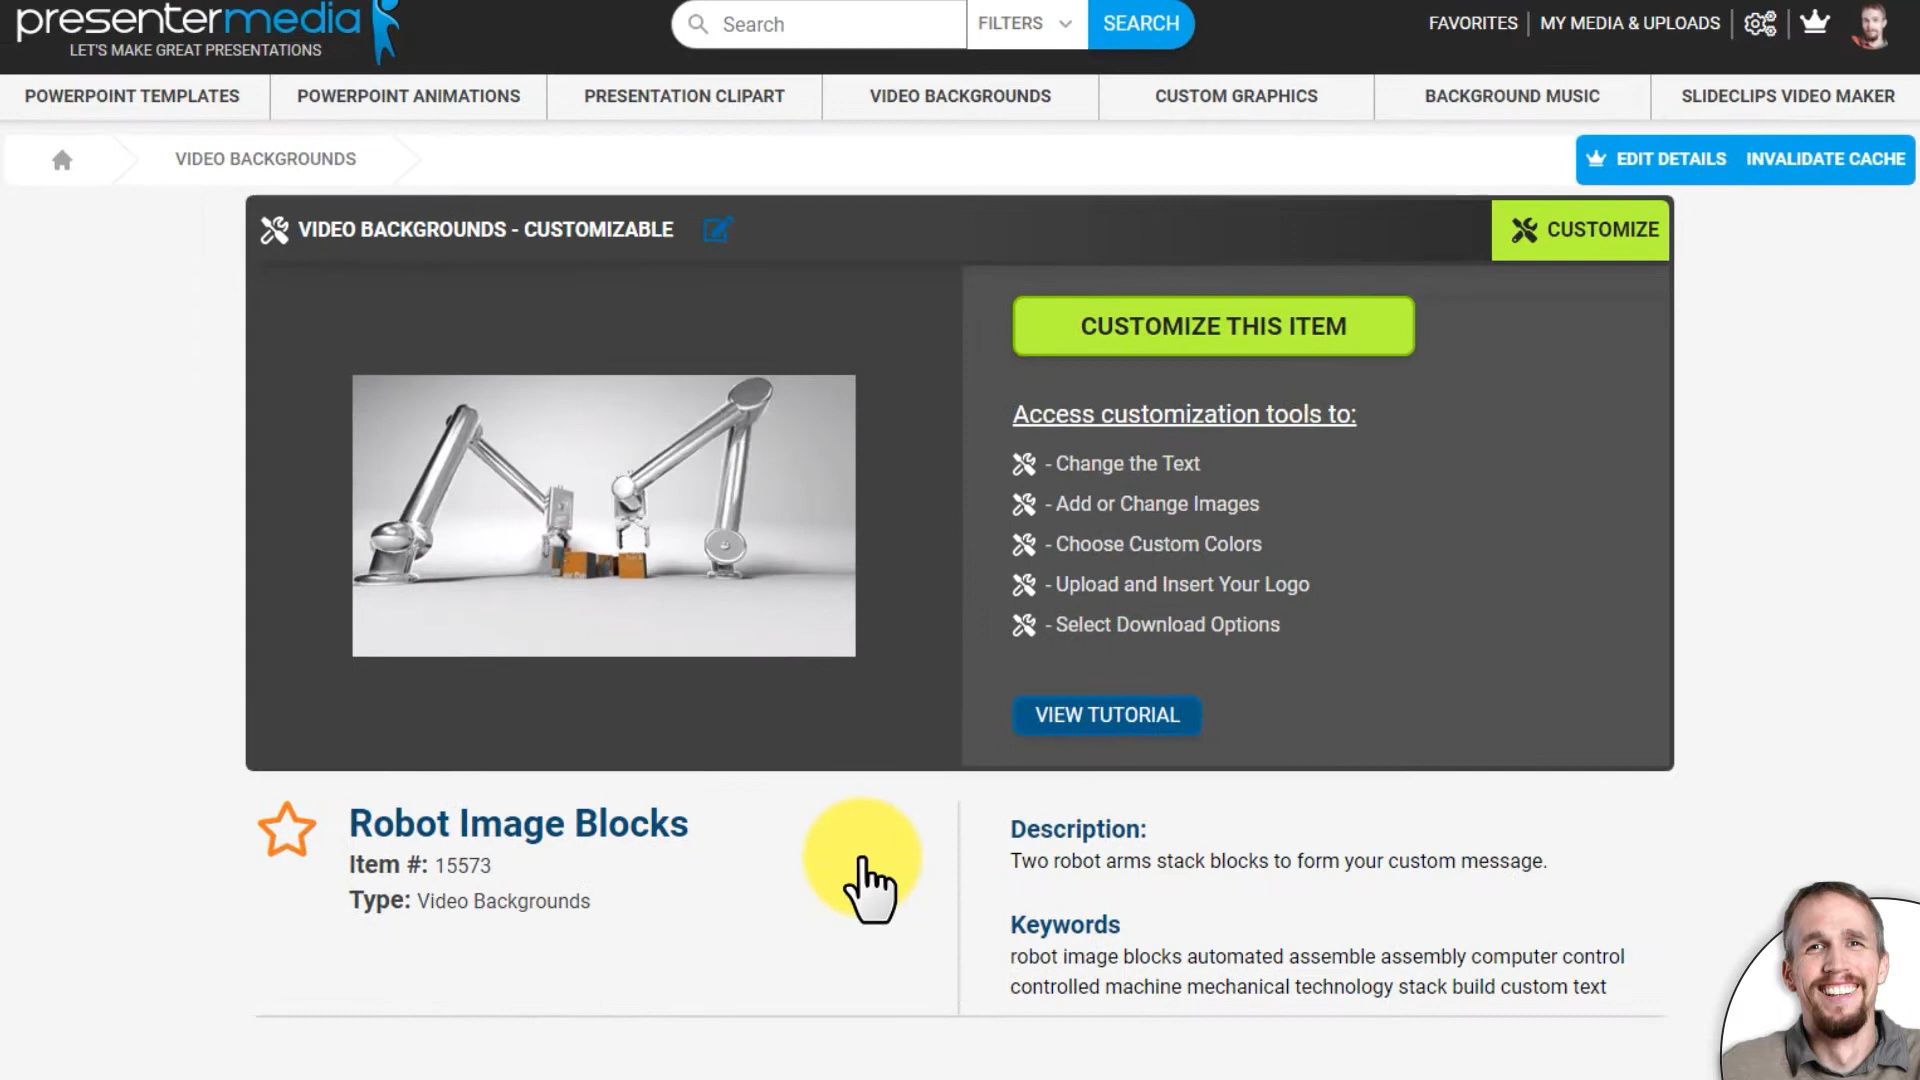 presentermedia
LET'S MAKE GREAT PRESENTATIONS
Search
FILTERS
SEARCH
FAVORITES
MY MEDIA & UPLOADS
POWERPOINT TEMPLATES
POWERPOINT ANIMATIONS
PRESENTATION CLIPART
VIDEO BACKGROUNDS
CUSTOM GRAPHICS
BACKGROUND MUSIC
SLIDECLIPS VIDEO MAKER
VIDEO BACKGROUNDS
EDIT DETAILS
INVALIDATE CACHE
VIDEO BACKGROUNDS - CUSTOMIZABLE
CUSTOMIZE
CUSTOMIZE THIS ITEM
Access customization tools to:
- Change the Text
- Add or Change Images
- Choose Custom Colors
- Upload and Insert Your Logo
- Select Download Options
VIEW TUTORIAL
Robot Image Blocks
Item #: 15573
Type: Video Backgrounds
Description:
Two robot arms stack blocks to form your custom message.
Keywords
robot image blocks automated assemble assembly computer control
controlled machine mechanical technology stack build custom text